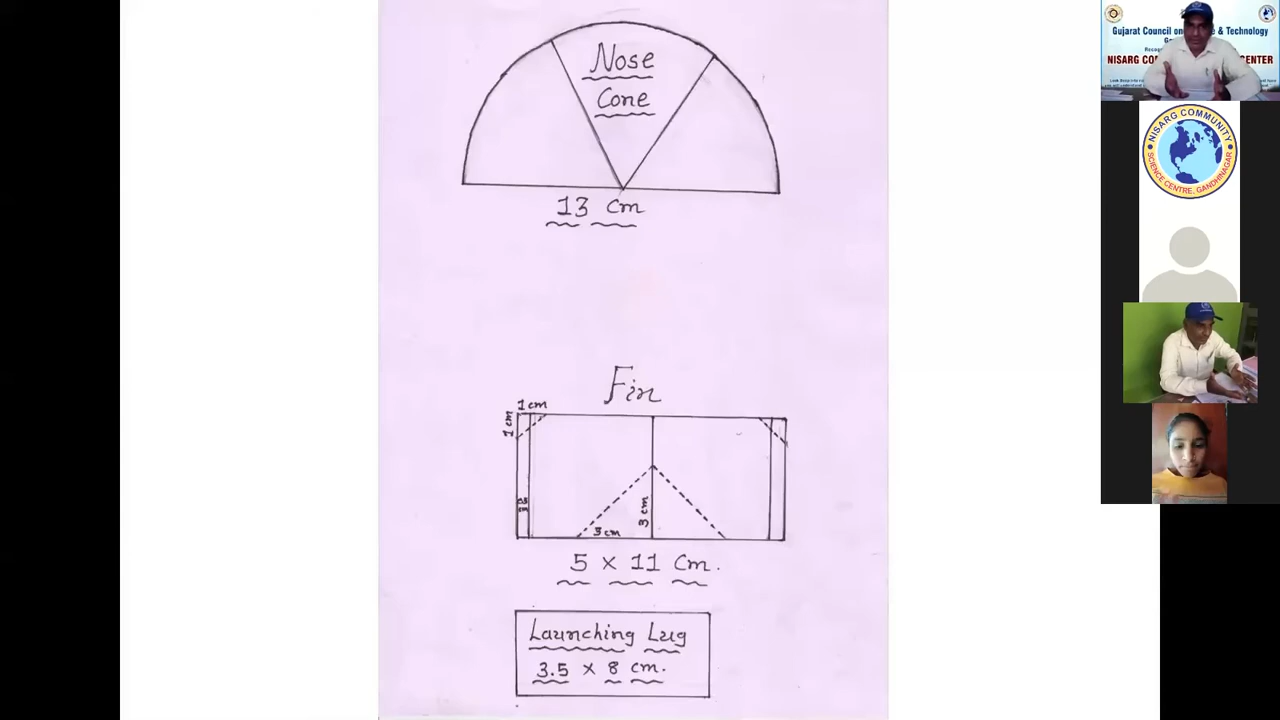 Nose
Cone
13 cm
Fin
1 cm
1 cm
3 cm
3 cm
5 x 11 cm.
Launching Lug
3.5 x 8 cm.
Gujarat Council on & Technology
NISARG CO CENTER
NISARG COMMUNITY
SCIENCE CENTRE, GANDHINAGAR